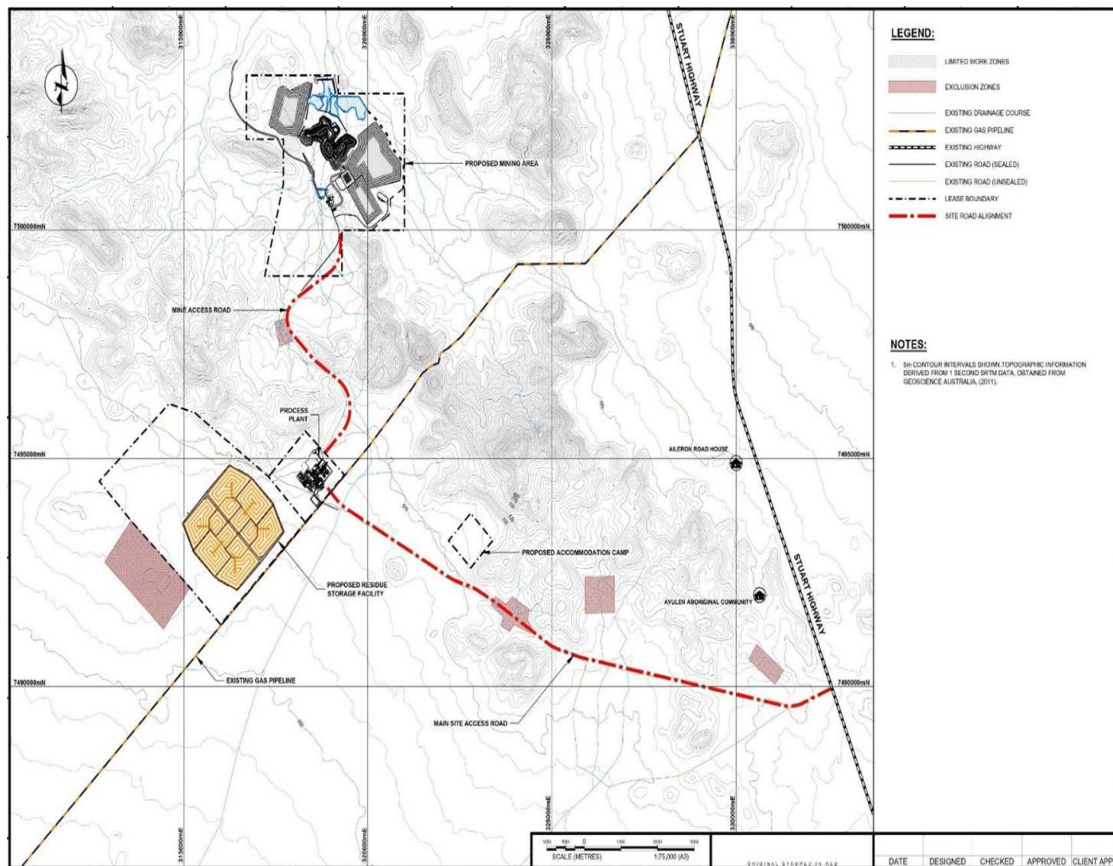 315000mE
320000mE
325000mE
330000mE
STUART HIGHWAY
PROPOSED MINING AREA
7500000mN
7500000mN
MINE ACCESS ROAD
PROCESS
PLANT
7495000mN
7495000mN
AILERON ROAD HOUSE
PROPOSED ACCOMMODATION CAMP
PROPOSED RESIDUE
STORAGE FACILITY
AYULEN ABORIGINAL COMMUNITY
STUART HIGHWAY
EXISTING GAS PIPELINE
7490000mN
7490000mN
MAIN SITE ACCESS ROAD
315000mE
320000mE
325000mE
330000mE
LEGEND:
LIMITED WORK ZONES
EXCLUSION ZONES
EXISTING DRAINAGE COURSE
EXISTING GAS PIPELINE
EXISTING HIGHWAY
EXISTING ROAD (SEALED)
EXISTING ROAD (UNSEALED)
LEASE BOUNDARY
SITE ROAD ALIGNMENT
NOTES:
1. 5m CONTOUR INTERVALS SHOWN TOPOGRAPHIC INFORMATION
DERIVED FROM 1 SECOND SRTM DATA, OBTAINED FROM
GEOSCIENCE AUSTRALIA, (2011).
SCALE (METRES) 1:75,000 (A3)
DATE DESIGNED CHECKED APPROVED CLIENT APP